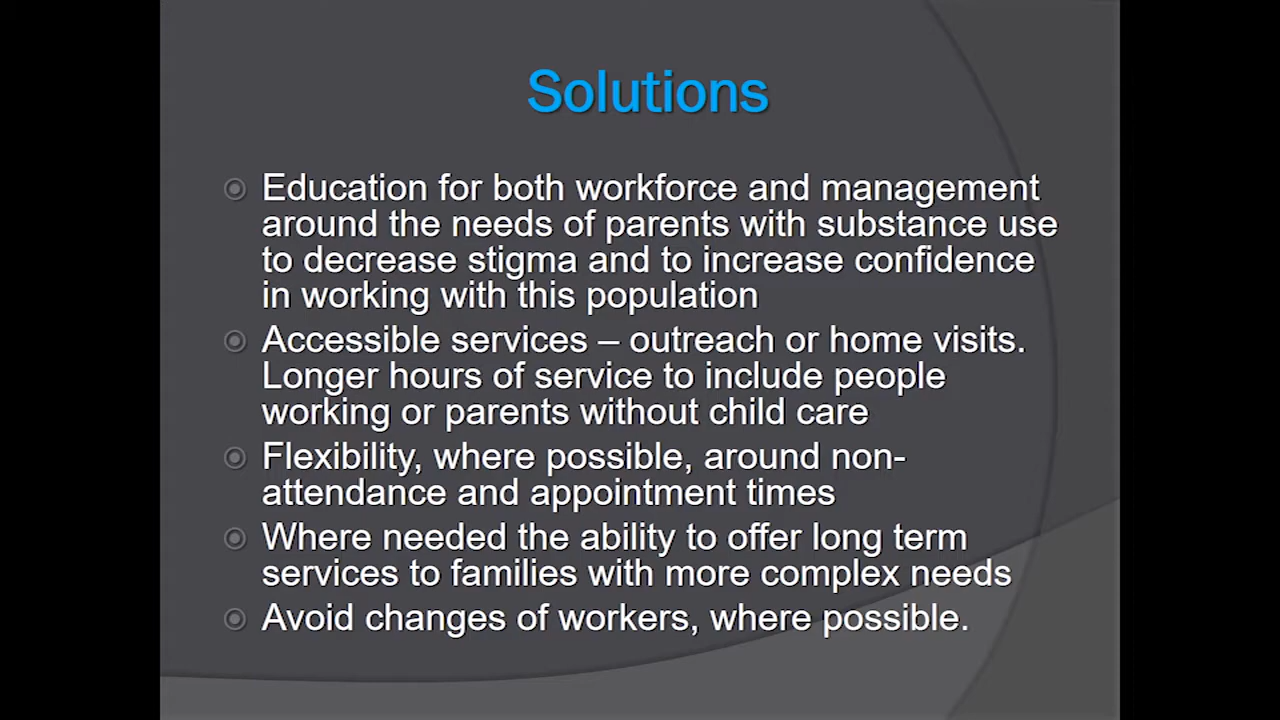 Solutions
Education for both workforce and management
around the needs of parents with substance use
to decrease stigma and to increase confidence
in working with this population
Accessible services – outreach or home visits.
Longer hours of service to include people
working or parents without child care
Flexibility, where possible, around non-
attendance and appointment times
Where needed the ability to offer long term
services to families with more complex needs
Avoid changes of workers, where possible.